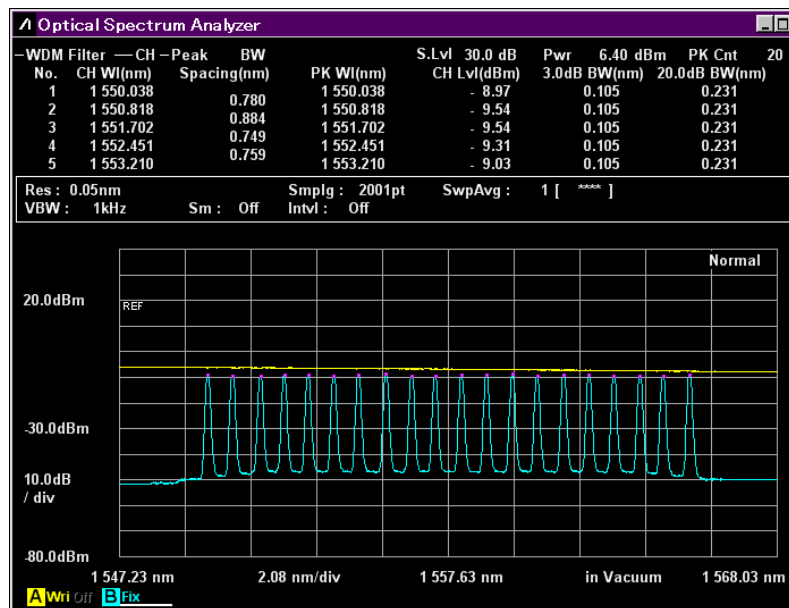 Optical Spectrum Analyzer
WDM Filter — CH – Peak BW S.Lvl 30.0 dB Pwr 6.40 dBm PK Cnt 20
No. CH Wl(nm) Spacing(nm) PK Wl(nm) CH Lvl(dBm) 3.0dB BW(nm) 20.0dB BW(nm)
1 1 550.038 1 550.038 - 8.97 0.105 0.231
0.780
2 1 550.818 1 550.818 - 9.54 0.105 0.231
0.884
3 1 551.702 1 551.702 - 9.54 0.105 0.231
0.749
4 1 552.451 1 552.451 - 9.31 0.105 0.231
0.759
5 1 553.210 1 553.210 - 9.03 0.105 0.231
Res : 0.05nm Smplg : 2001pt SwpAvg : 1 [ **** ]
VBW : 1kHz Sm : Off Intvl : Off
Normal
20.0dBm
REF
-30.0dBm
10.0dB
/ div
-80.0dBm
1 547.23 nm 2.08 nm/div 1 557.63 nm in Vacuum 1 568.03 nm
A Wri Off B Fix